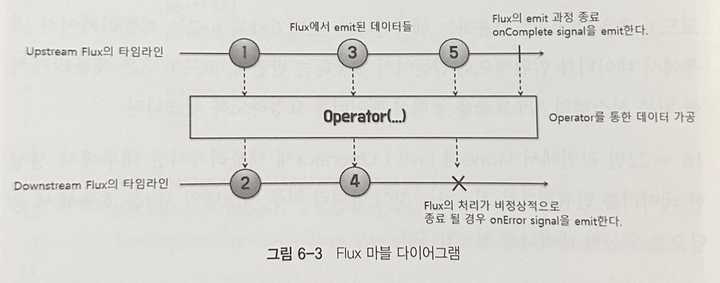 Flux의 emit 과정 종료
onComplete signal을 emit한다.
Flux에서 emit된 데이터들
Upstream Flux의 타임라인
1
3
5
Operator(...)
Operator를 통한 데이터 가공
Downstream Flux의 타임라인
2
4
Flux의 처리가 비정상적으로
종료 될 경우 onError signal을 emit한다.
그림 6-3 Flux 마블 다이어그램